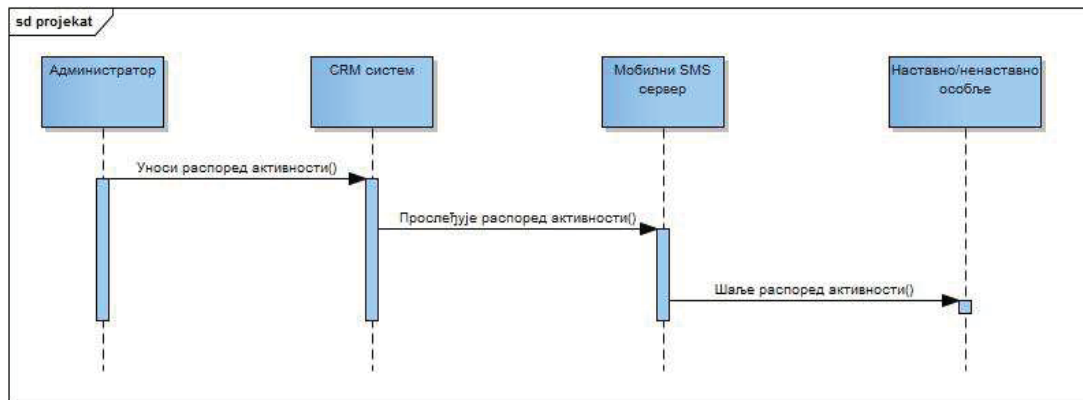 sd projekat
Администратор
CRM систем
Мобилни SMS
сервер
Наставно/ненаставно
особље
Уноси распоред активности()
Прослеђује распоред активности()
Шаље распоред активности()